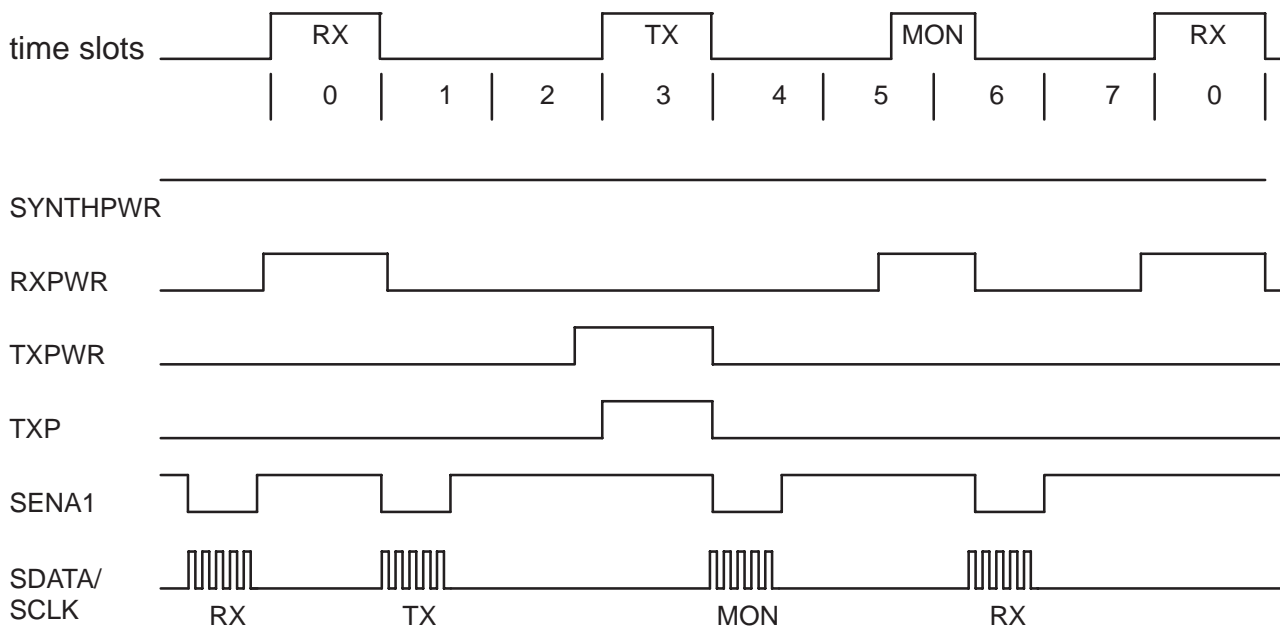 RX TX MON RX
time slots
0 1 2 3 4 5 6 7 0
SYNTHPWR
RXPWR
TXPWR
TXP
SENA1
SDATA/
SCLK
RX TX MON RX